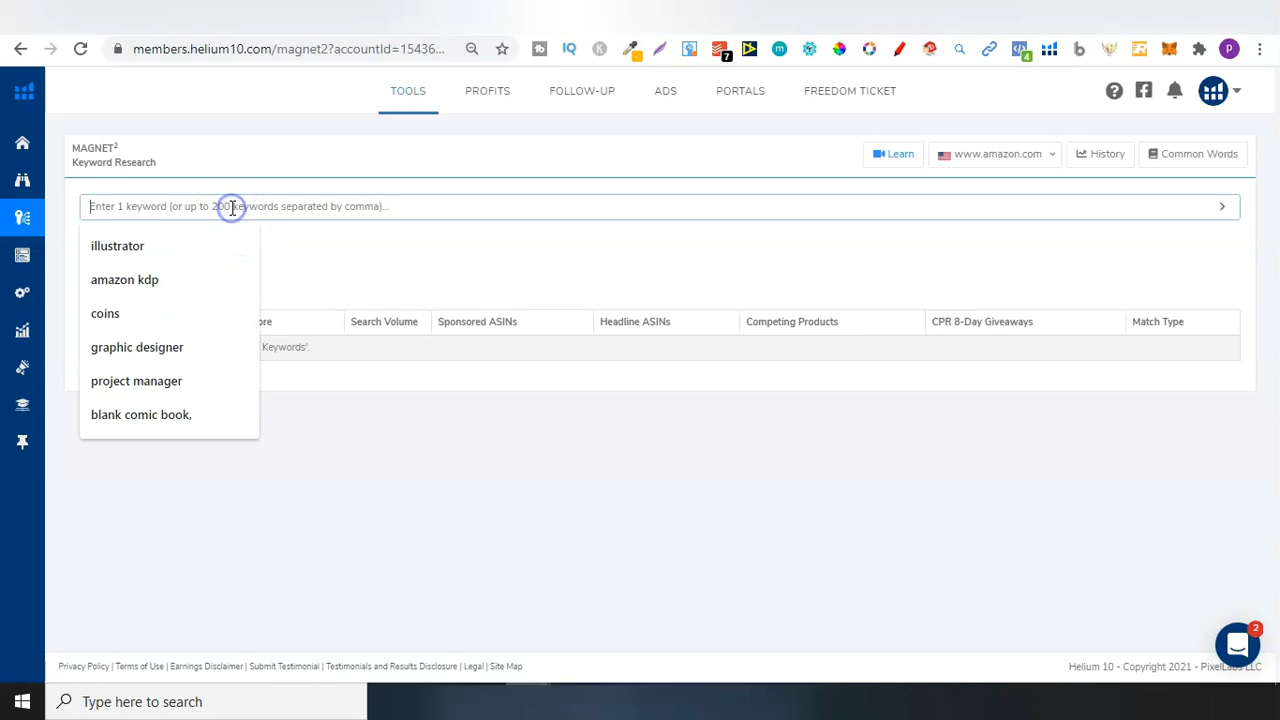 members.helium10.com/magnet2?accountId=15436...
7
4
TOOLS
PROFITS
FOLLOW-UP
ADS
PORTALS
FREEDOM TICKET
MAGNET²
Keyword Research
Learn
www.amazon.com
History
Common Words
Enter 1 keyword (or up to 200 keywords separated by comma)...
illustrator
amazon kdp
coins
graphic designer
project manager
blank comic book,
ore
Search Volume
Sponsored ASINs
Headline ASINs
Competing Products
CPR 8-Day Giveaways
Match Type
Keywords'.
2
Privacy Policy | Terms of Use | Earnings Disclaimer | Submit Testimonial | Testimonials and Results Disclosure | Legal | Site Map
Helium 10 - Copyright 2021 - PixelLabs LLC
Type here to search